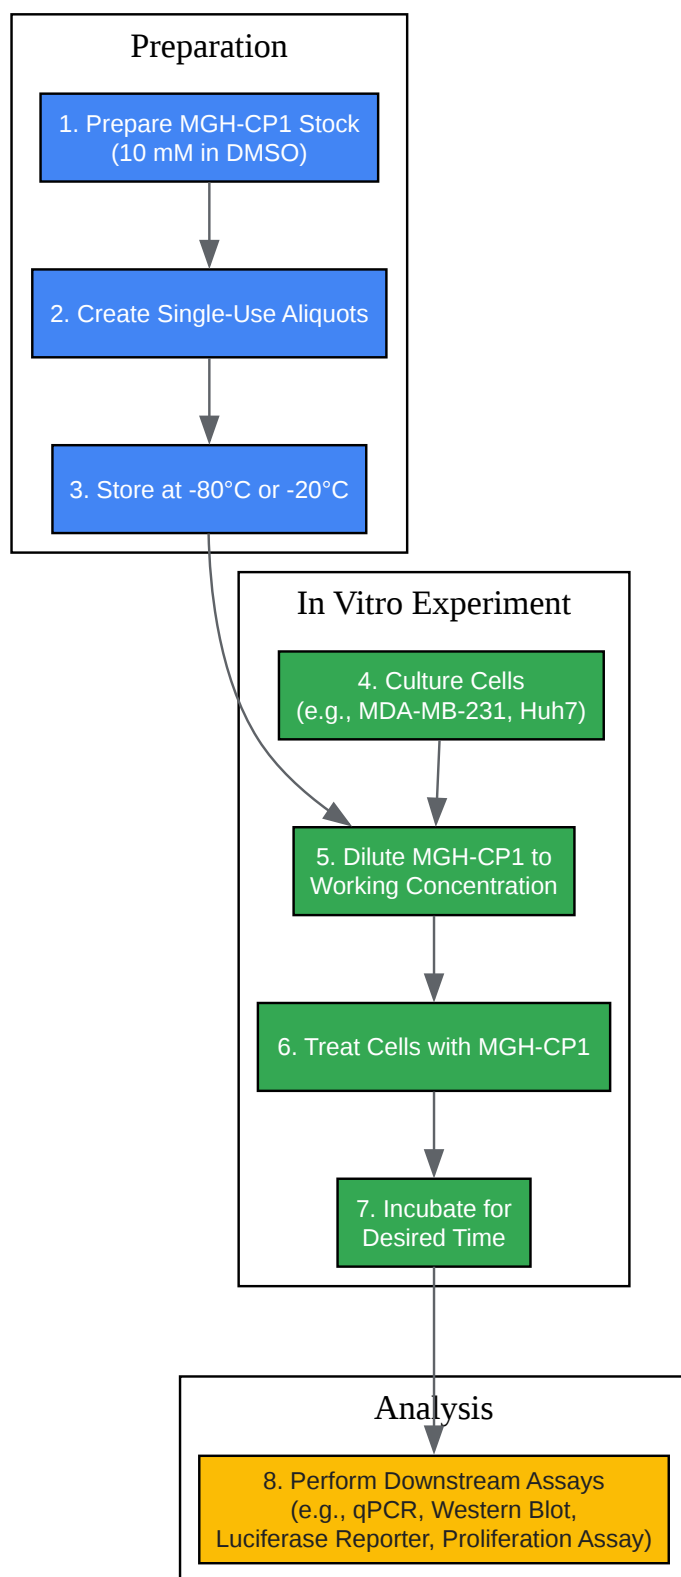 Preparation
1. Prepare MGH-CP1 Stock
(10 mM in DMSO)
2. Create Single-Use Aliquots
3. Store at -80°C or -20°C
In Vitro Experiment
4. Culture Cells
(e.g., MDA-MB-231, Huh7)
5. Dilute MGH-CP1 to
Working Concentration
6. Treat Cells with MGH-CP1
7. Incubate for
Desired Time
Analysis
8. Perform Downstream Assays
(e.g., qPCR, Western Blot,
Luciferase Reporter, Proliferation Assay)